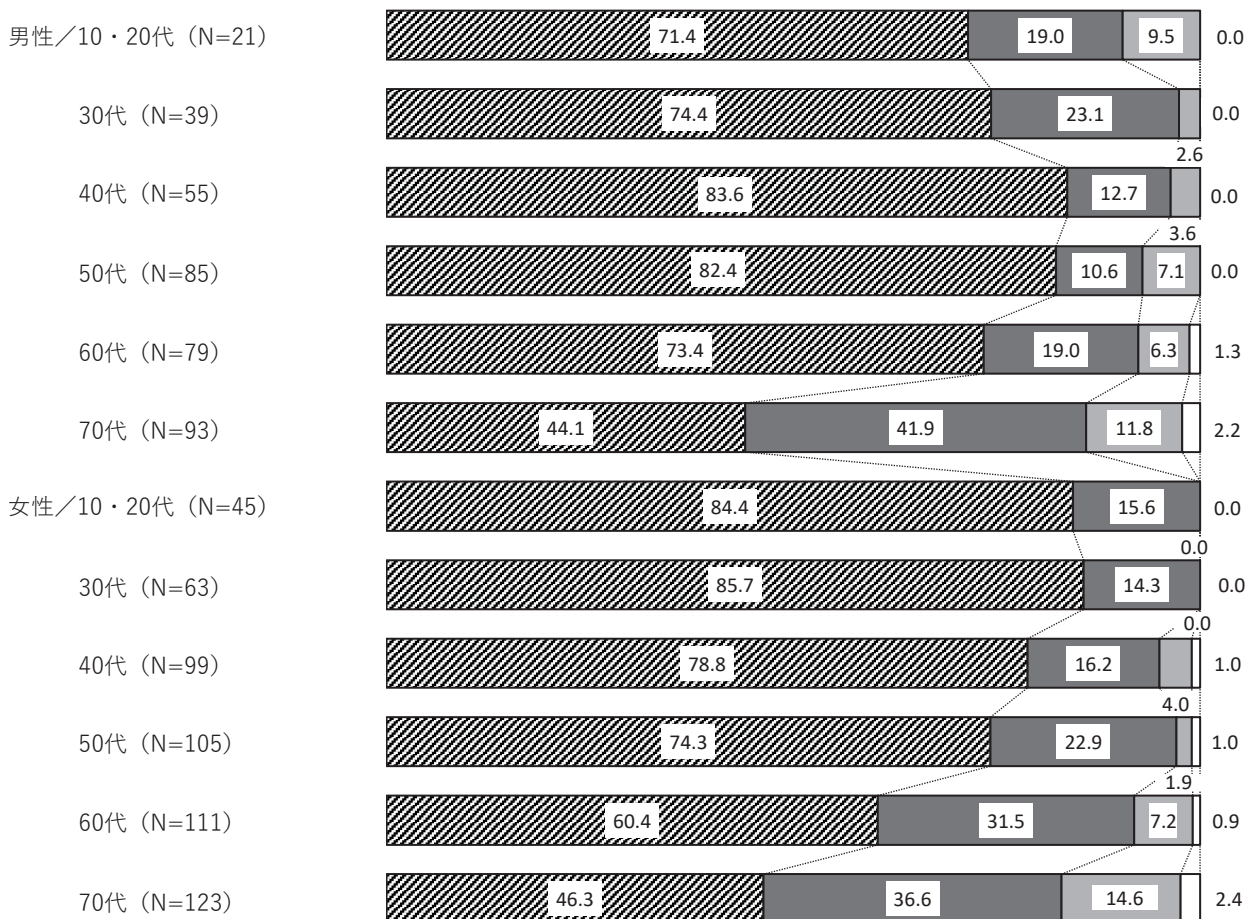 男性／10・20代（N=21） 71.4 19.0 9.5 0.0
30代（N=39） 74.4 23.1 0.0
2.6
40代（N=55） 83.6 12.7 0.0
3.6
50代（N=85） 82.4 10.6 7.1 0.0
60代（N=79） 73.4 19.0 6.3 1.3
70代（N=93） 44.1 41.9 11.8 2.2
女性／10・20代（N=45） 84.4 15.6 0.0
0.0
30代（N=63） 85.7 14.3 0.0
0.0
40代（N=99） 78.8 16.2 1.0
4.0
50代（N=105） 74.3 22.9 1.0
1.9
60代（N=111） 60.4 31.5 7.2 0.9
70代（N=123） 46.3 36.6 14.6 2.4